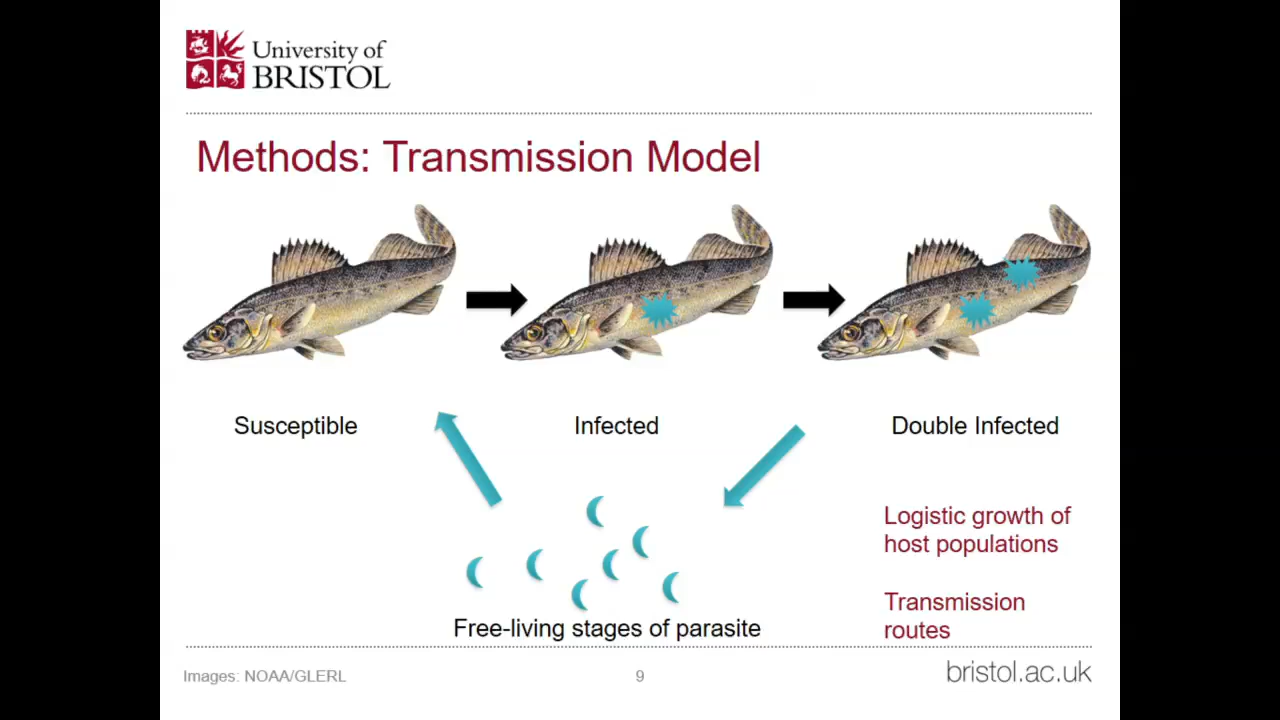 University of
BRISTOL
Methods: Transmission Model
Susceptible
Infected
Double Infected
Logistic growth of
host populations
Transmission
routes
Free-living stages of parasite
Images: NOAA/GLERL
9
bristol.ac.uk